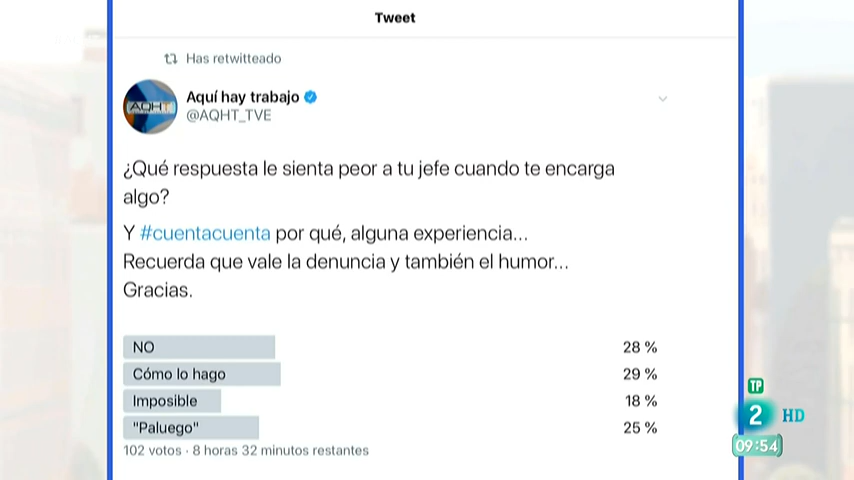 Tweet
Has retwitteado
AQHT
Aquí hay trabajo
@AQHT_TVE
¿Qué respuesta le sienta peor a tu jefe cuando te encarga
algo?
Y #cuentacuenta por qué, alguna experiencia...
Recuerda que vale la denuncia y también el humor...
Gracias.
NO 28 %
Cómo lo hago 29 %
Imposible 18 %
"Paluego" 25 %
102 votos · 8 horas 32 minutos restantes
TP
2 HD
09:54